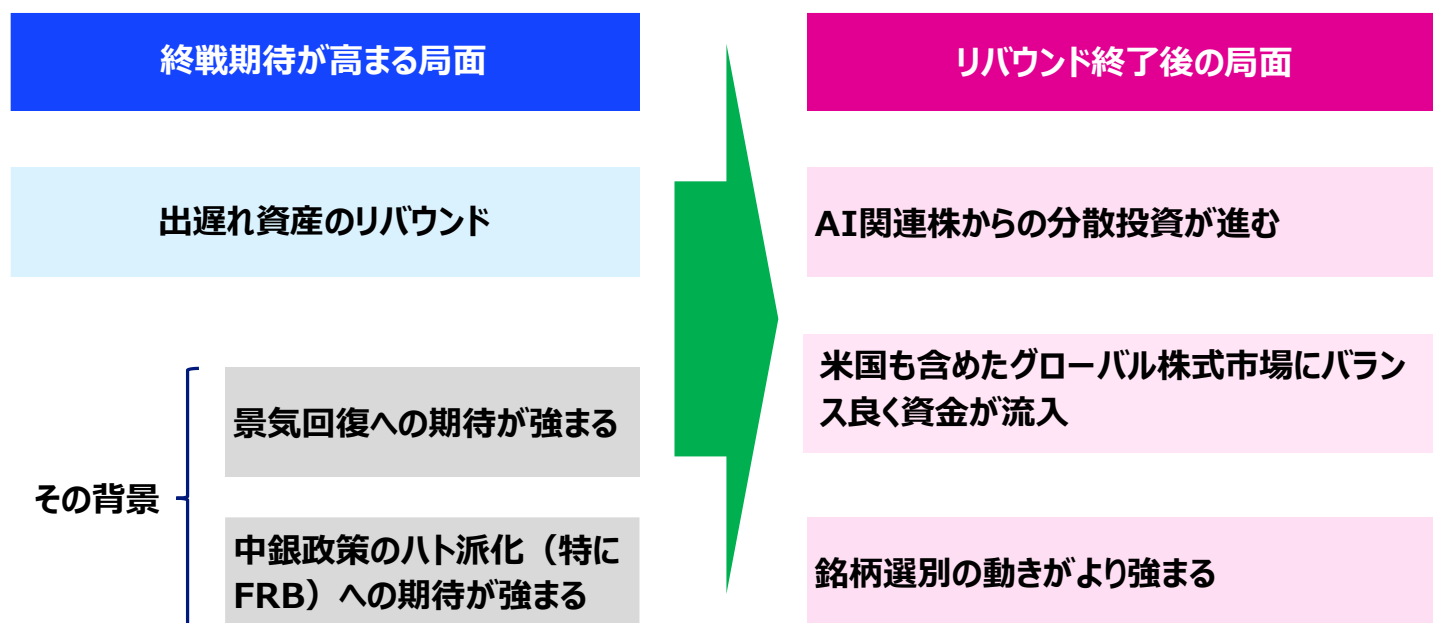 終戦期待が高まる局面
出遅れ資産のリバウンド
その背景
景気回復への期待が強まる
中銀政策のハト派化（特に
FRB）への期待が強まる
リバウンド終了後の局面
AI関連株からの分散投資が進む
米国も含めたグローバル株式市場にバラン
ス良く資金が流入
銘柄選別の動きがより強まる